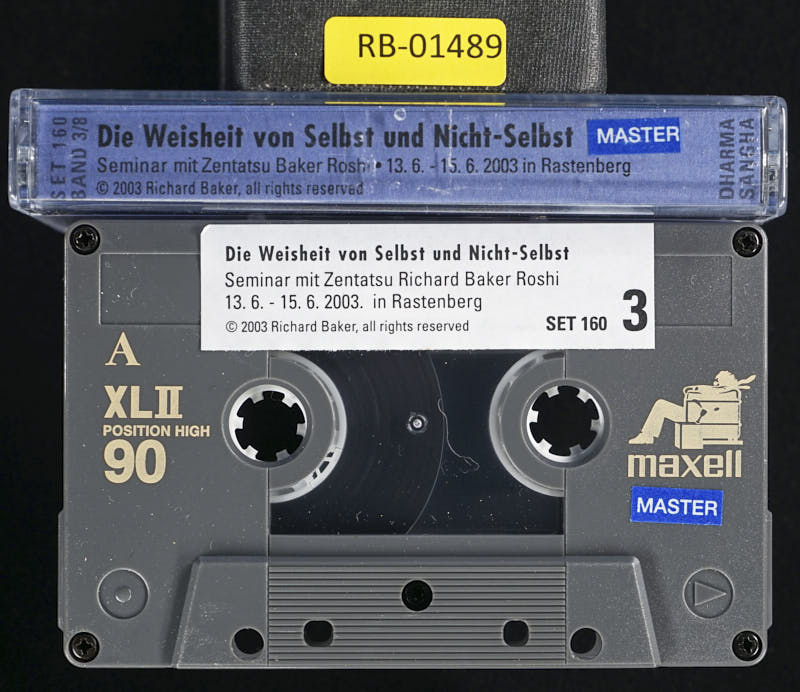 RB-01489
SET 160
BAND 3/8
Die Weisheit von Selbst und Nicht-Selbst MASTER
Seminar mit Zentatsu Baker Roshi • 13. 6. - 15. 6. 2003 in Rastenberg
© 2003 Richard Baker, all rights reserved
DHARMA
SANGHA
Die Weisheit von Selbst und Nicht-Selbst
Seminar mit Zentatsu Richard Baker Roshi
13. 6. - 15. 6. 2003. in Rastenberg
© 2003 Richard Baker, all rights reserved SET 160 3
A
XLII
POSITION HIGH
90
maxell
MASTER